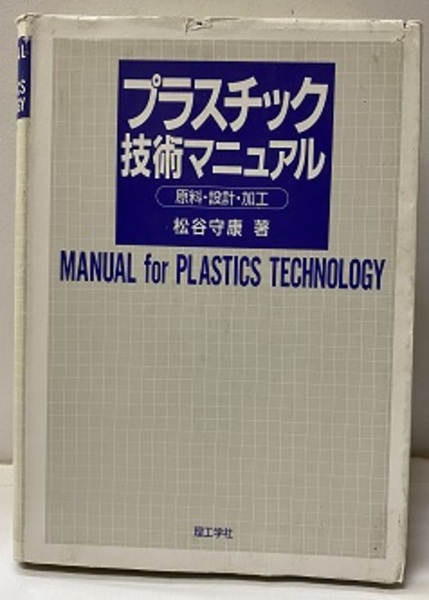 プラスチック
技術マニュアル
原料・設計・加工
松谷守康 著
MANUAL for PLASTICS TECHNOLOGY
理工学社